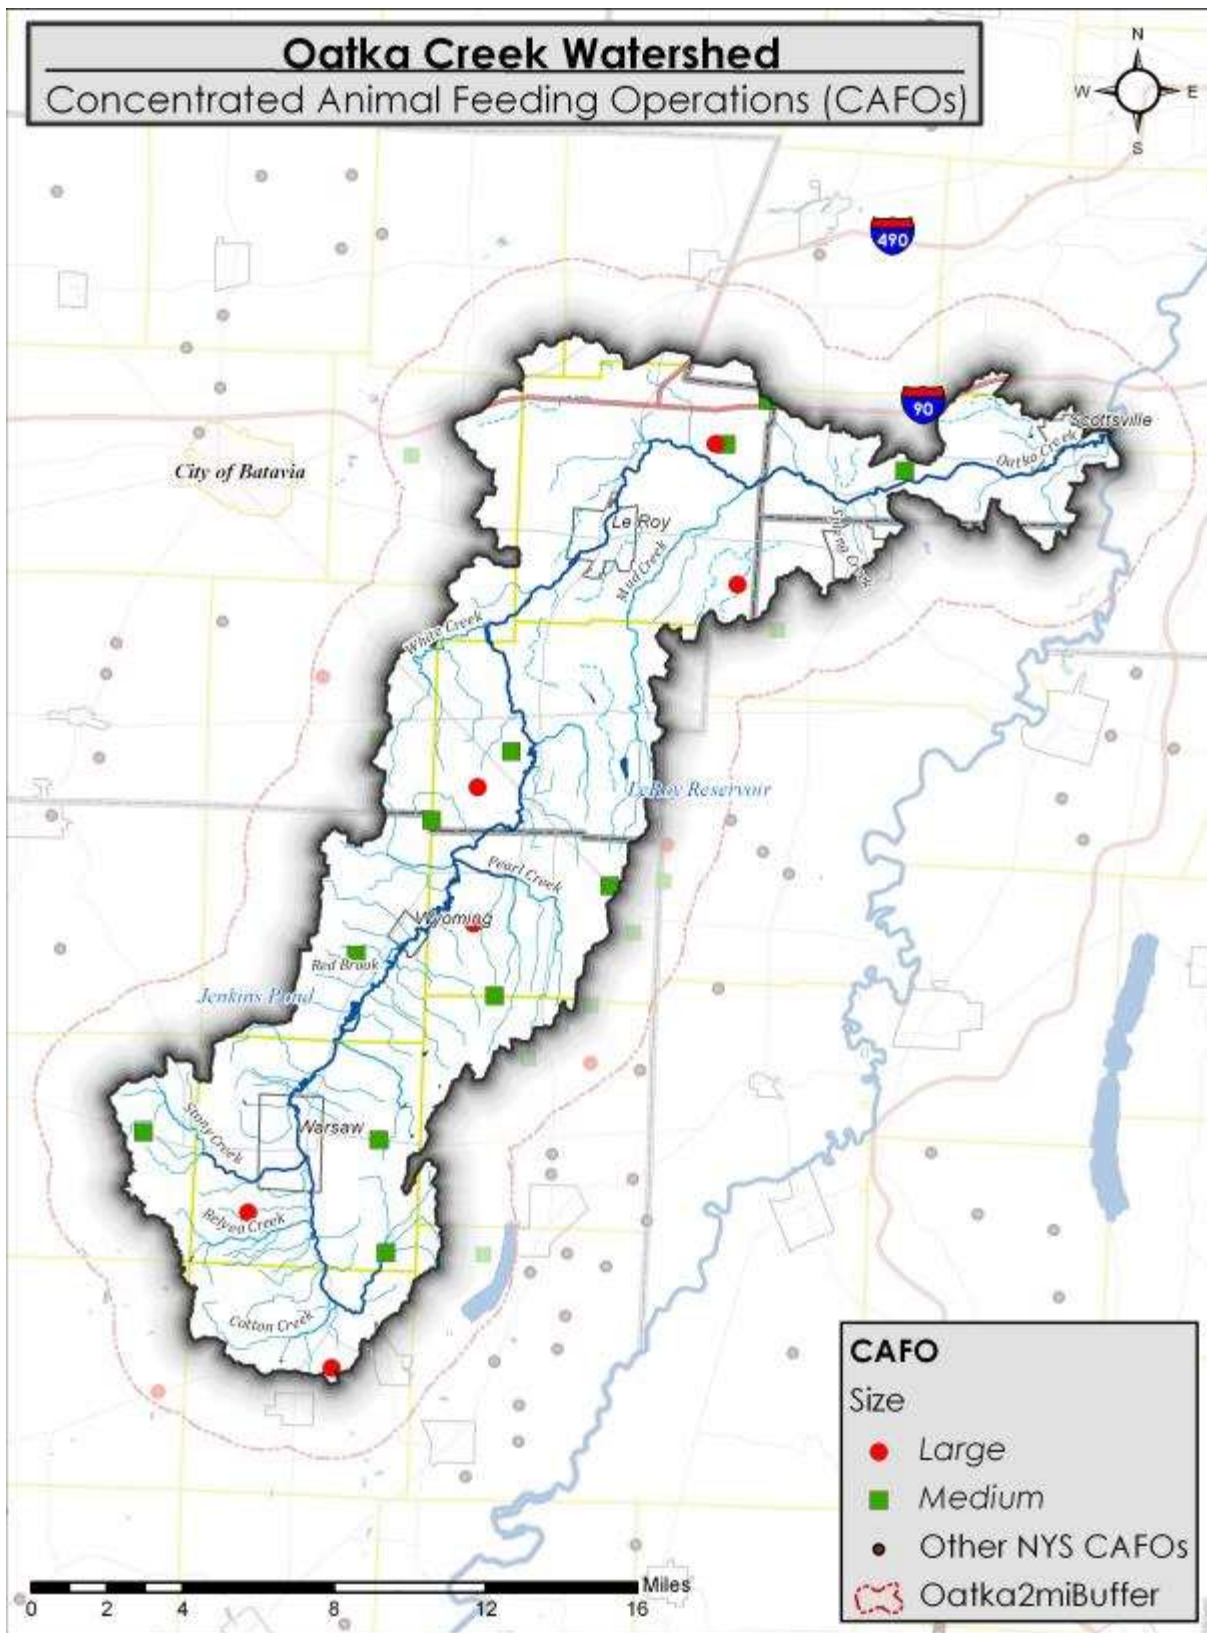 Oatka Creek Watershed
Concentrated Animal Feeding Operations (CAFOs)
N
W
E
S
490
90
Scottsville
Oatka Creek
City of Batavia
Le Roy
Mud Creek
White Creek
LeRoy Reservoir
Pearl Creek
Wyoming
Red Brook
Jenkins Pond
Stony Creek
Warsaw
Relyea Creek
Cotton Creek
CAFO
Size
Large
Medium
Other NYS CAFOs
Oatka2miBuffer
Miles
0 2 4 8 12 16